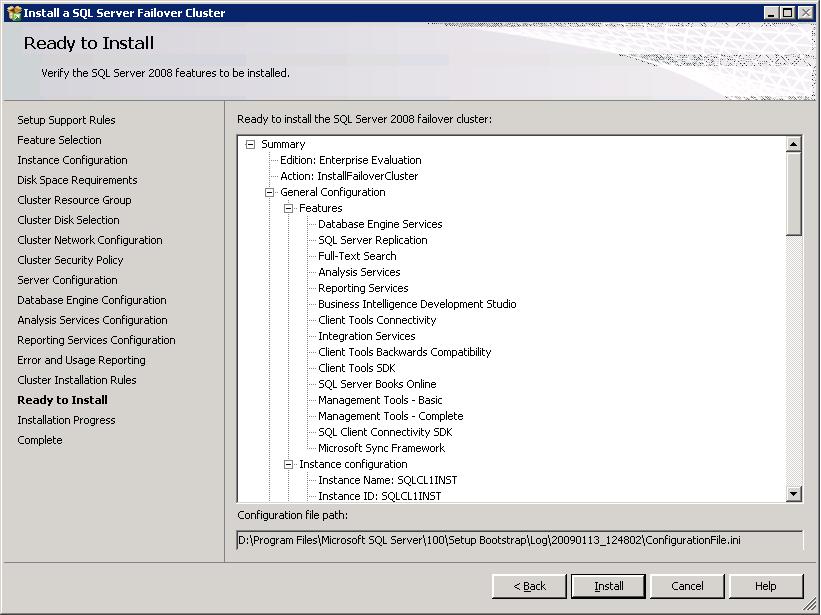 Install a SQL Server Failover Cluster
Ready to Install
Verify the SQL Server 2008 features to be installed.
Setup Support Rules
Feature Selection
Instance Configuration
Disk Space Requirements
Cluster Resource Group
Cluster Disk Selection
Cluster Network Configuration
Cluster Security Policy
Server Configuration
Database Engine Configuration
Analysis Services Configuration
Reporting Services Configuration
Error and Usage Reporting
Cluster Installation Rules
Ready to Install
Installation Progress
Complete
Ready to install the SQL Server 2008 failover cluster:
Summary
Edition: Enterprise Evaluation
Action: InstallFailoverCluster
General Configuration
Features
Database Engine Services
SQL Server Replication
Full-Text Search
Analysis Services
Reporting Services
Business Intelligence Development Studio
Client Tools Connectivity
Integration Services
Client Tools Backwards Compatibility
Client Tools SDK
SQL Server Books Online
Management Tools - Basic
Management Tools - Complete
SQL Client Connectivity SDK
Microsoft Sync Framework
Instance configuration
Instance Name: SQLCL1INST
Instance ID: SQLCL1INST
Configuration file path:
D:\Program Files\Microsoft SQL Server\100\Setup Bootstrap\Log\20090113_124802\ConfigurationFile.ini
< Back
Install
Cancel
Help